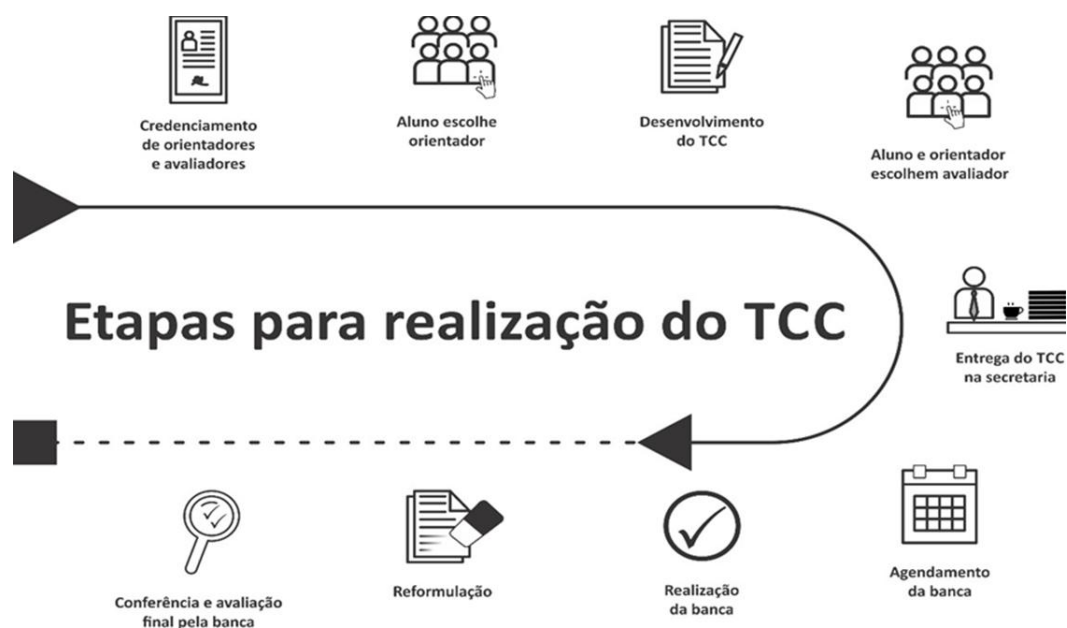 Credenciamento
de orientadores
e avaliadores
Aluno escolhe
orientador
Desenvolvimento
do TCC
Aluno e orientador
escolhem avaliador
Etapas para realização do TCC
Entrega do TCC
na secretaria
Agendamento
da banca
Realização
da banca
Reformulação
Conferência e avaliação
final pela banca